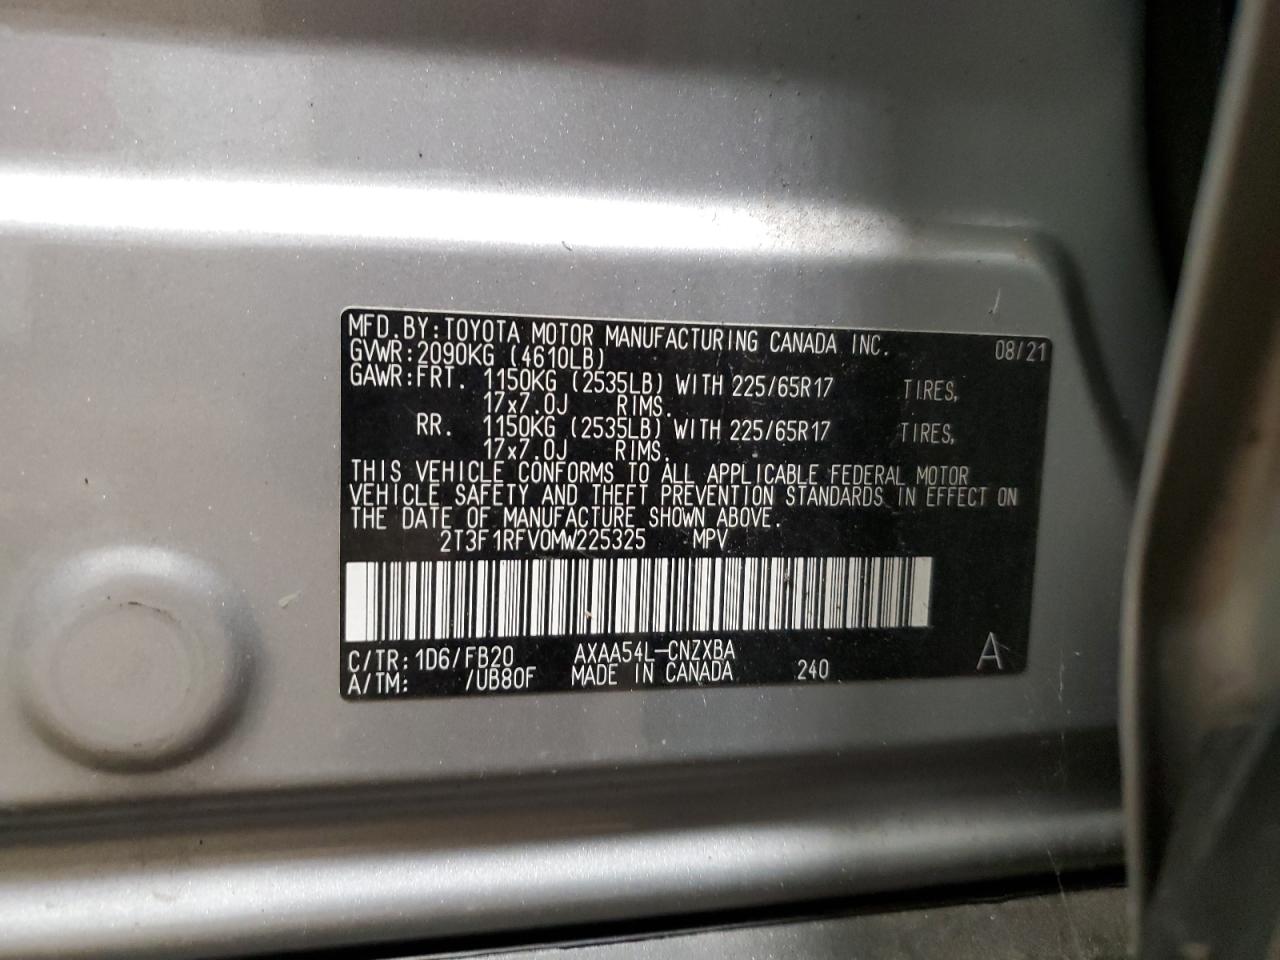 MFD. BY: TOYOTA MOTOR MANUFACTURING CANADA INC. 08/21
GVWR: 2090KG (4610LB)
GAWR: FRT. 1150KG (2535LB) WITH 225/65R17 TIRES,
17x7.0J RIMS.
RR. 1150KG (2535LB) WITH 225/65R17 TIRES,
17x7.0J RIMS.
THIS VEHICLE CONFORMS TO ALL APPLICABLE FEDERAL MOTOR
VEHICLE SAFETY AND THEFT PREVENTION STANDARDS IN EFFECT ON
THE DATE OF MANUFACTURE SHOWN ABOVE.
2T3F1RFV0MW225325 MPV
C/TR: 1D6/FB20 AXAA54L-CNZXBA A
A/TM: /UB80F MADE IN CANADA 240